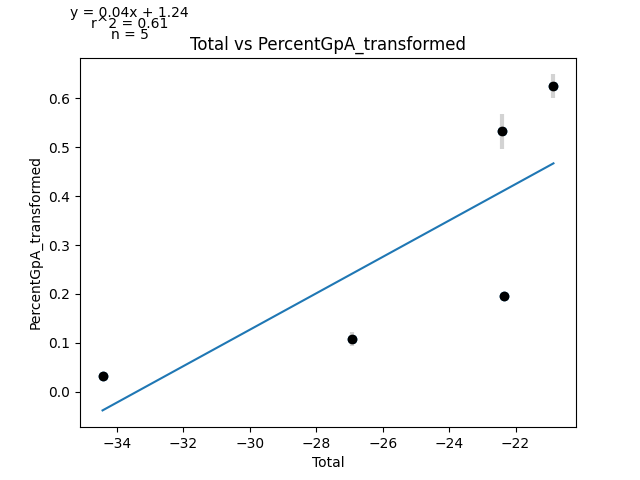 y = 0.04x + 1.24
r^2 = 0.61
n = 5
Total vs PercentGpA_transformed
PercentGpA_transformed
0.6
0.5
0.4
0.3
0.2
0.1
0.0
−34
−32
−30
−28
−26
−24
−22
Total